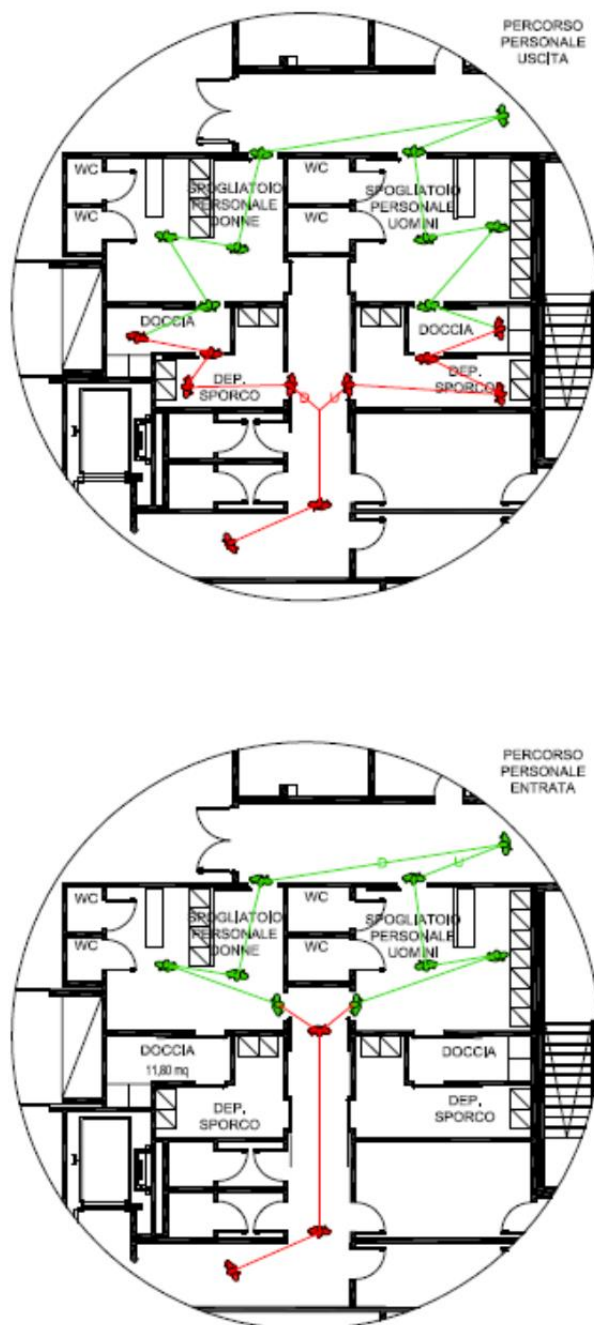 PERCORSO
PERSONALE
USCITA
WC
WC
SPOGLIATOIO
PERSONALE
DONNE
WC
SPOGLIATOIO
PERSONALE
UOMINI
DOCCIA
DOCCIA
DEP.
SPORCO
DEP.
SPORCO
D
U
PERCORSO
PERSONALE
ENTRATA
D
U
WC
WC
SPOGLIATOIO
PERSONALE
DONNE
WC
SPOGLIATOIO
PERSONALE
UOMINI
DOCCIA
11,80 mq
DOCCIA
DEP.
SPORCO
DEP.
SPORCO